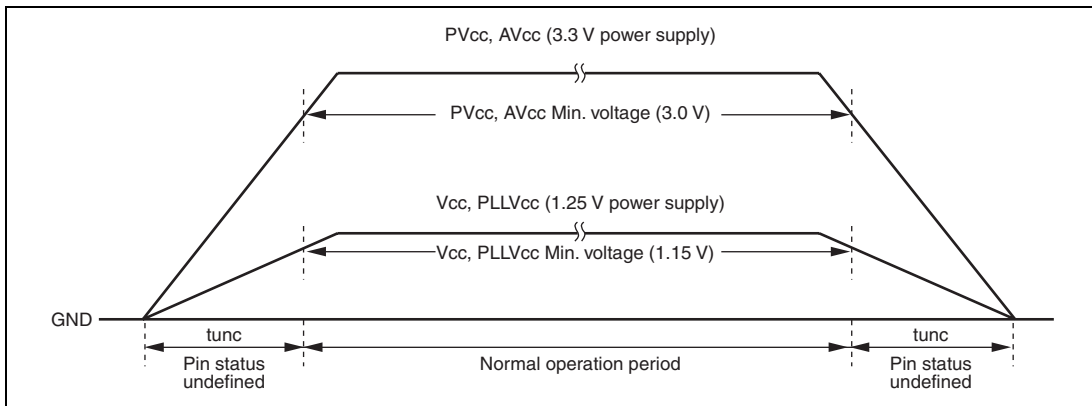 PVcc, AVcc (3.3 V power supply)
PVcc, AVcc Min. voltage (3.0 V)
Vcc, PLLVcc (1.25 V power supply)
Vcc, PLLVcc Min. voltage (1.15 V)
GND
tunc
Pin status
undefined
Normal operation period
tunc
Pin status
undefined